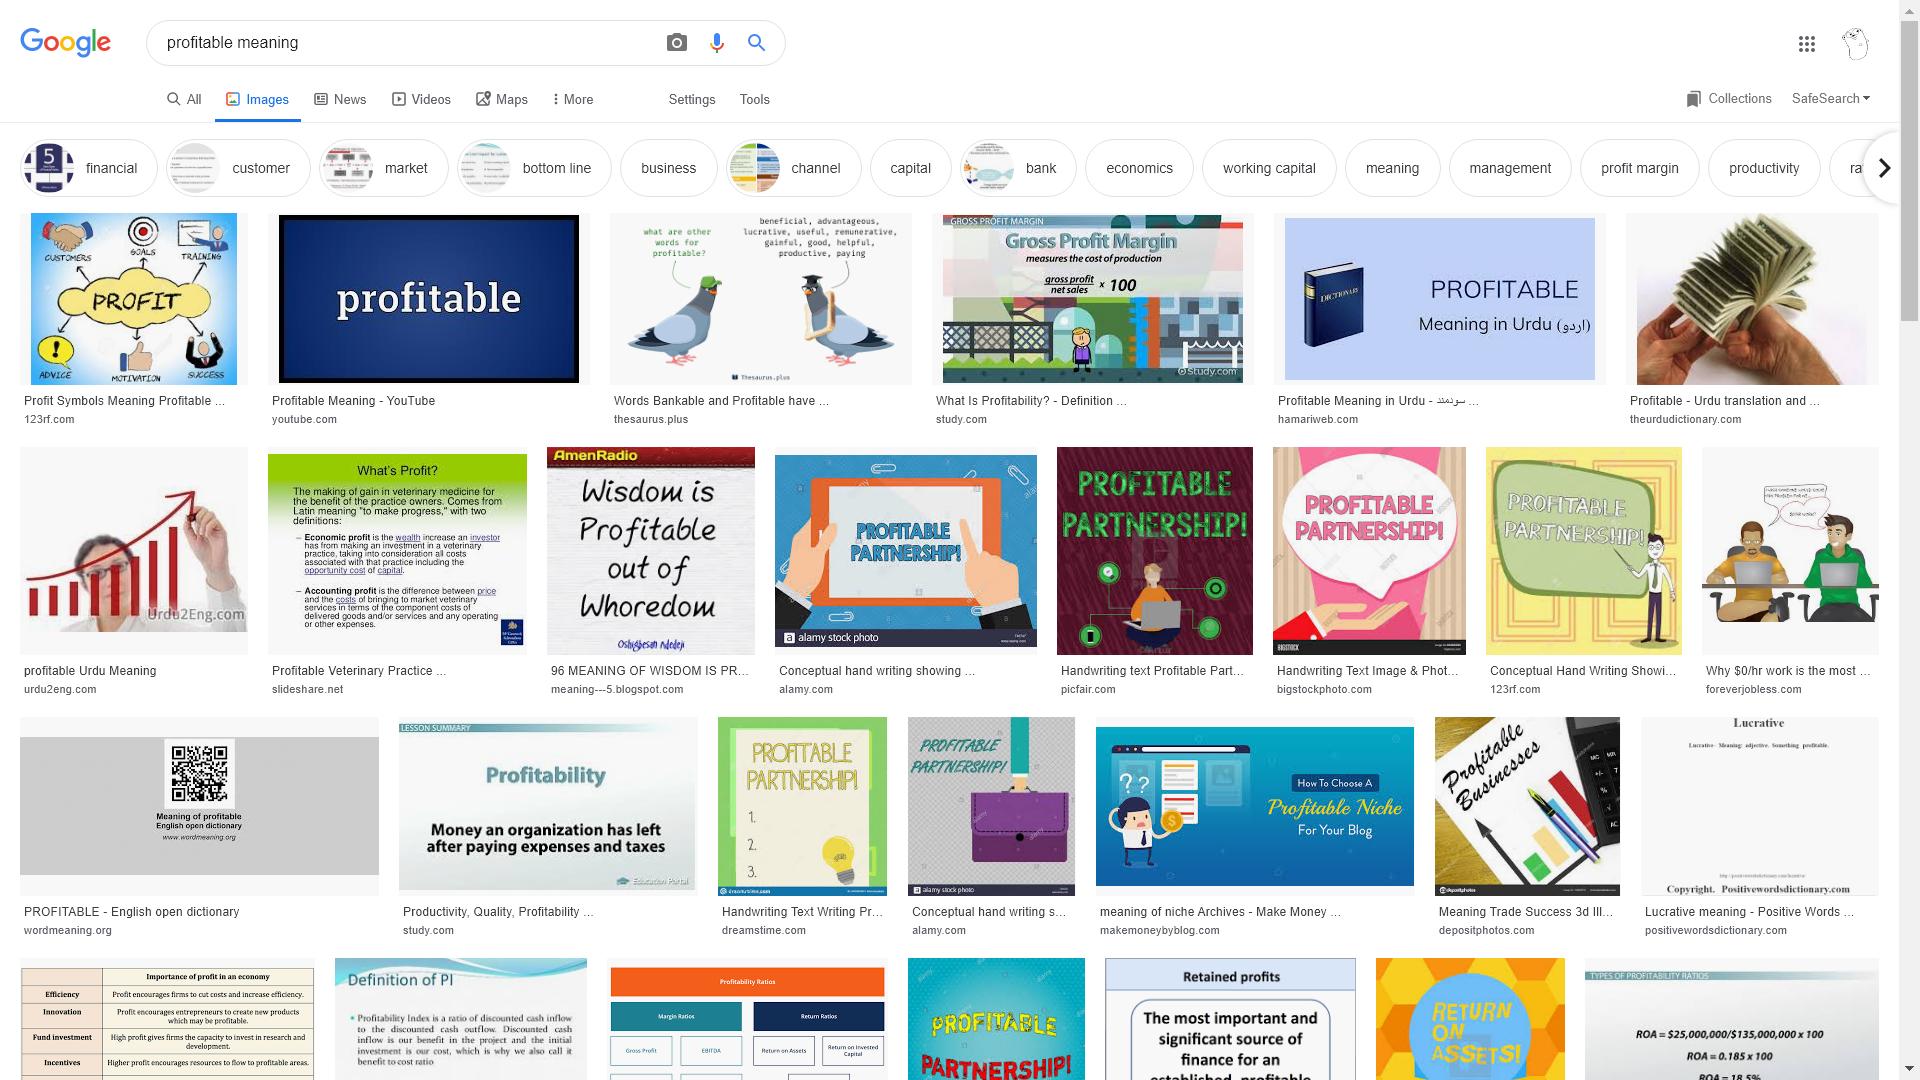 Google
profitable meaning
All
Images
News
Videos
Maps
More
Settings
Tools
Collections
SafeSearch
financial
customer
market
bottom line
business
channel
capital
bank
economics
working capital
meaning
management
profit margin
productivity
ra
CUSTOMERS
GOALS
TRAINING
PROFIT
ADVICE
MOTIVATION
SUCCESS
Profit Symbols Meaning Profitable ...
123rf.com
profitable
Profitable Meaning - YouTube
youtube.com
what are other
words for
profitable?
beneficial, advantageous,
lucrative, useful, remunerative,
gainful, good, helpful,
productive, paying
Thesaurus.plus
Words Bankable and Profitable have ...
thesaurus.plus
GROSS PROFIT MARGIN
Gross Profit Margin
measures the cost of production
gross profit
net sales × 100
Study.com
What Is Profitability? - Definition ...
study.com
DICTIONARY
PROFITABLE
Meaning in Urdu (اردو)
Profitable Meaning in Urdu - سودمند ...
hamariweb.com
Profitable - Urdu translation and ...
theurdudictionary.com
Urdu2Eng.com
profitable Urdu Meaning
urdu2eng.com
What's Profit?
The making of gain in veterinary medicine for
the benefit of the practice owners. Comes from
Latin meaning "to make progress," with two
definitions:
– Economic profit is the wealth increase an investor
has from making an investment in a veterinary
practice, taking into consideration all costs
associated with that practice including the
opportunity cost of capital.
– Accounting profit is the difference between price
and the costs of bringing to market veterinary
services in terms of the component costs of
delivered goods and/or services and any operating
or other expenses.
Profitable Veterinary Practice ...
slideshare.net
AmenRadio
Wisdom is
Profitable
out of
Whoredom
Oshigbesan Adedeji
96 MEANING OF WISDOM IS PR...
meaning---5.blogspot.com
PROFITABLE
PARTNERSHIP!
a alamy stock photo
Conceptual hand writing showing ...
alamy.com
PROFITABLE
PARTNERSHIP!
Handwriting text Profitable Part...
picfair.com
PROFITABLE
PARTNERSHIP!
BIGSTOCK
Handwriting Text Image & Phot...
bigstockphoto.com
PROFITABLE
PARTNERSHIP!
Conceptual Hand Writing Showi...
123rf.com
Why $0/hr work is the most ...
foreverjobless.com
Meaning of profitable
English open dictionary
www.wordmeaning.org
PROFITABLE - English open dictionary
wordmeaning.org
LESSON SUMMARY
Profitability
Money an organization has left
after paying expenses and taxes
Education Portal
Productivity, Quality, Profitability ...
study.com
PROFITABLE
PARTNERSHIP!
1.
2.
3.
dreamstime.com
Handwriting Text Writing Pr...
dreamstime.com
PROFITABLE
PARTNERSHIP!
a alamy stock photo
Conceptual hand writing s...
alamy.com
? ?
$
How To Choose A
Profitable Niche
For Your Blog
meaning of niche Archives - Make Money ...
makemoneybyblog.com
Profitable
Businesses
depositphotos
Meaning Trade Success 3d Ill...
depositphotos.com
Lucrative
Lucrative- Meaning: adjective. Something profitable.
Copyright. Positivewordsdictionary.com
Lucrative meaning - Positive Words ...
positivewordsdictionary.com
Importance of profit in an economy
Efficiency Profit encourages firms to cut costs and increase efficiency.
Innovation Profit encourages entrepreneurs to create new products
which may be profitable.
Fund investment High profit gives firms the capacity to invest in research and
development.
Incentives Higher profit encourages resources to flow to profitable areas.
Definition of PI
Profitability Index is a ratio of discounted cash inflow
to the discounted cash outflow. Discounted cash
inflow is our benefit in the project and the initial
investment is our cost, which is why we also call it
benefit to cost ratio
Profitability Ratios
Margin Ratios
Return Ratios
Gross Profit
EBITDA
Return on Assets
Return on Invested
Capital
PROFITABLE
PARTNERSHIP!
Retained profits
The most important and
significant source of
finance for an
established, profitable
RETURN
ON
ASSETS!
TYPES OF PROFITABILITY RATIOS
ROA = $25,000,000/$135,000,000 x 100
ROA = 0.185 x 100
ROA = 18.5%